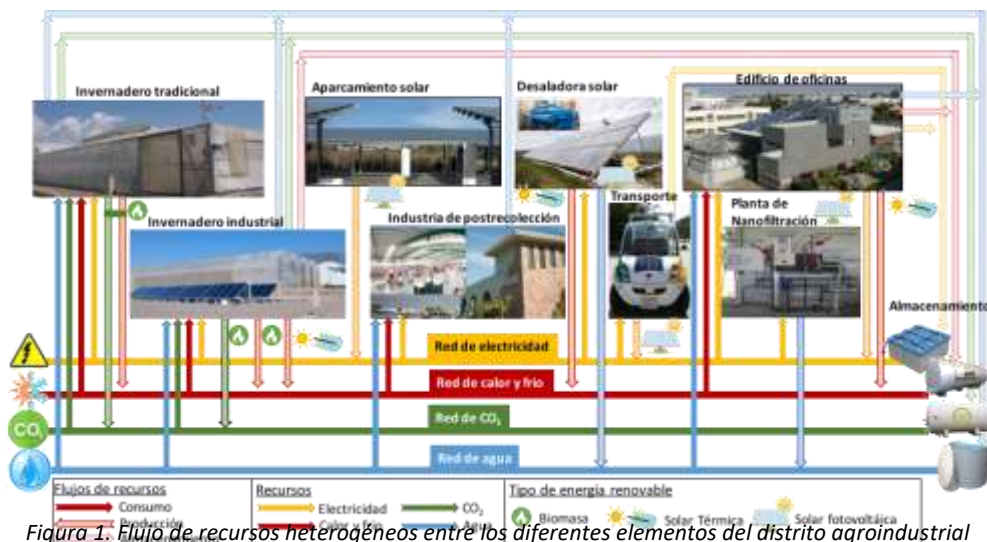 Invernadero tradicional
Aparcamiento solar
Desaladora solar
Edificio de oficinas
Invernadero industrial
Industria de postrecolección
Transporte
Planta de
Nanofiltración
Almacenamiento
Red de electricidad
Red de calor y frio
CO₂
Red de CO₂
Red de agua
Flujos de recursos
Consumo
Producción
Recursos
Electricidad
CO₂
Calor y frio
Agua
Tipo de energía renovable
Biomasa
Solar Térmica
Solar fotovoltáica
Figura 1. Flujo de recursos heterogéneos entre los diferentes elementos del distrito agroindustrial